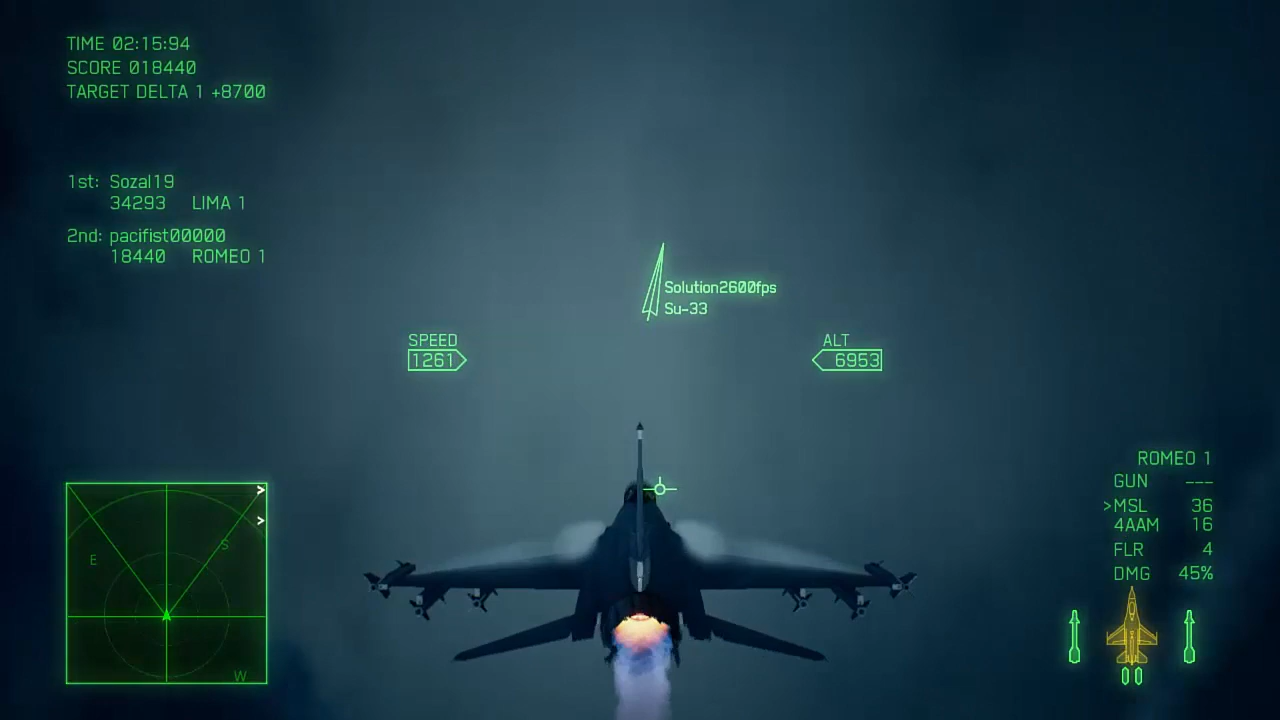 TIME 02:15:94
SCORE 018440
TARGET DELTA 1 +8700
1st: Sozal19
34293 LIMA 1
2nd: pacifist00000
18440 ROMEO 1
Solution2600fps
Su-33
SPEED
1261
ALT
6953
E
S
W
ROMEO 1
GUN ---
>MSL 36
4AAM 16
FLR 4
DMG 45%